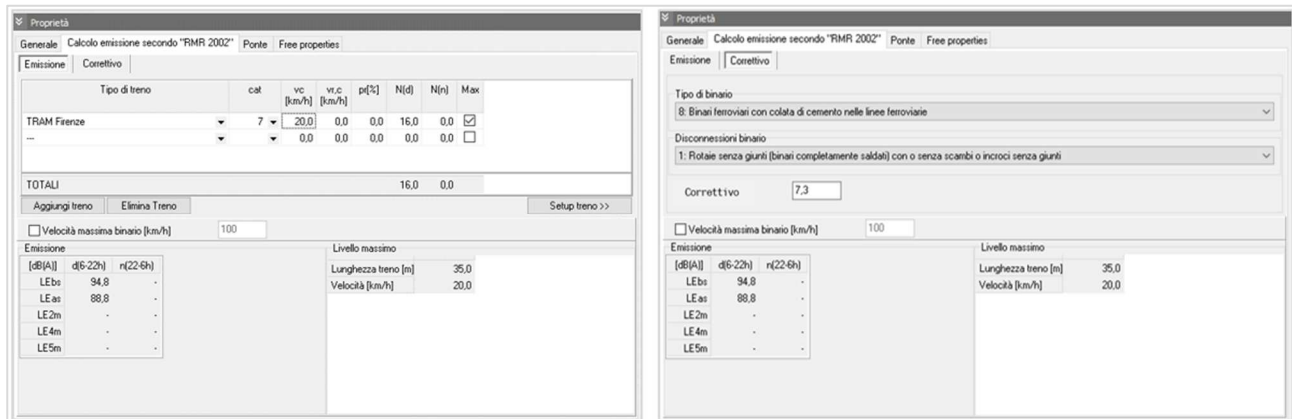 Proprietà
Generale Calcolo emissione secondo "RMR 2002" Ponte Free properties
Emissione Correttivo
Tipo di treno cat vc [km/h] vr,c [km/h] pr[%] N(d) N(n) Max
TRAM Firenze 7 20,0 0,0 0,0 16,0 0,0
--- 0,0 0,0 0,0 0,0 0,0
TOTALI 16,0 0,0
Aggiungi treno Elimina Treno Setup treno >>
Velocità massima binario [km/h] 100
Emissione Livello massimo
[dB(A)] d(6-22h) n(22-6h)
LEbs 94,8 -
LEas 88,8 -
LE2m - -
LE4m - -
LE5m - -
Lunghezza treno [m] 35,0
Velocità [km/h] 20,0
Proprietà
Generale Calcolo emissione secondo "RMR 2002" Ponte Free properties
Emissione Correttivo
Tipo di binario
8: Binari ferroviari con colata di cemento nelle linee ferroviarie
Disconnessioni binario
1: Rotaie senza giunti (binari completamente saldati) con o senza scambi o incroci senza giunti
Correttivo 7,3
Velocità massima binario [km/h] 100
Emissione Livello massimo
[dB(A)] d(6-22h) n(22-6h)
LEbs 94,8 -
LEas 88,8 -
LE2m - -
LE4m - -
LE5m - -
Lunghezza treno [m] 35,0
Velocità [km/h] 20,0